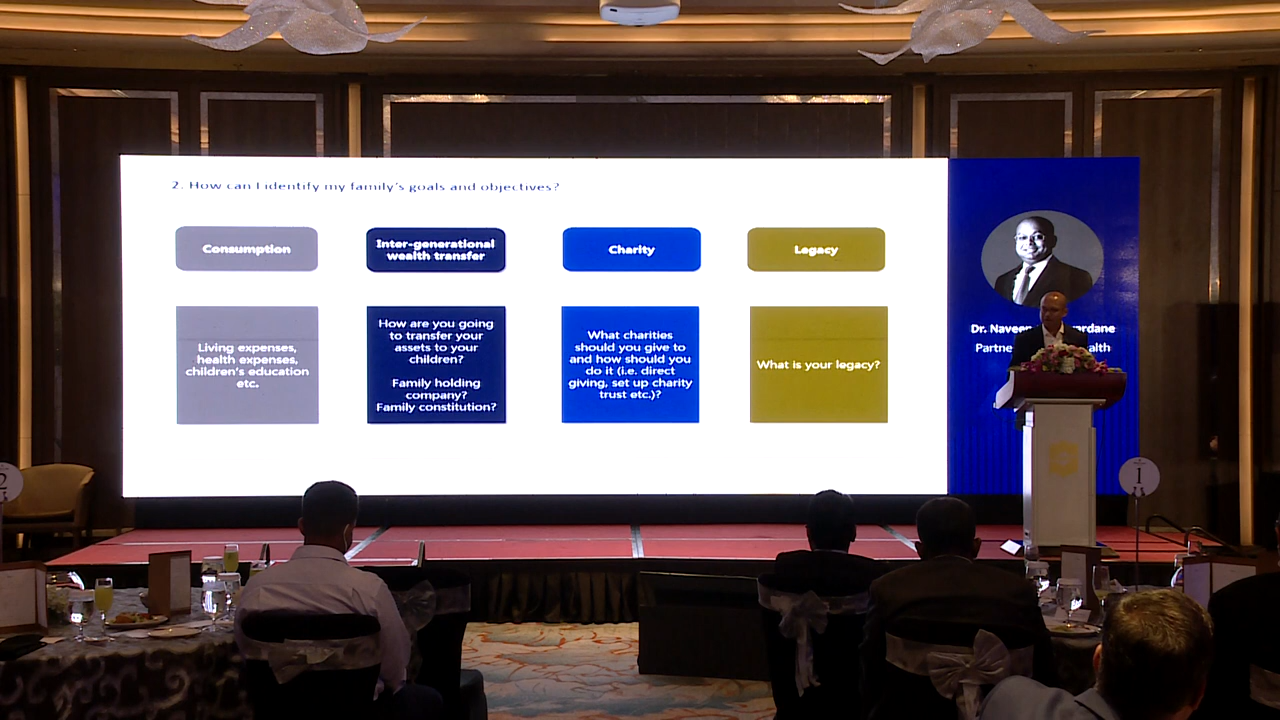 2. How can I identify my family's goals and objectives?
Consumption
Inter-generational
wealth transfer
Charity
Legacy
Living expenses,
health expenses,
children's education
etc.
How are you going
to transfer your
assets to your
children?
Family holding
company?
Family constitution?
What charities
should you give to
and how should you
do it (i.e. direct
giving, set up charity
trust etc.)?
What is your legacy?
Dr.
1
2